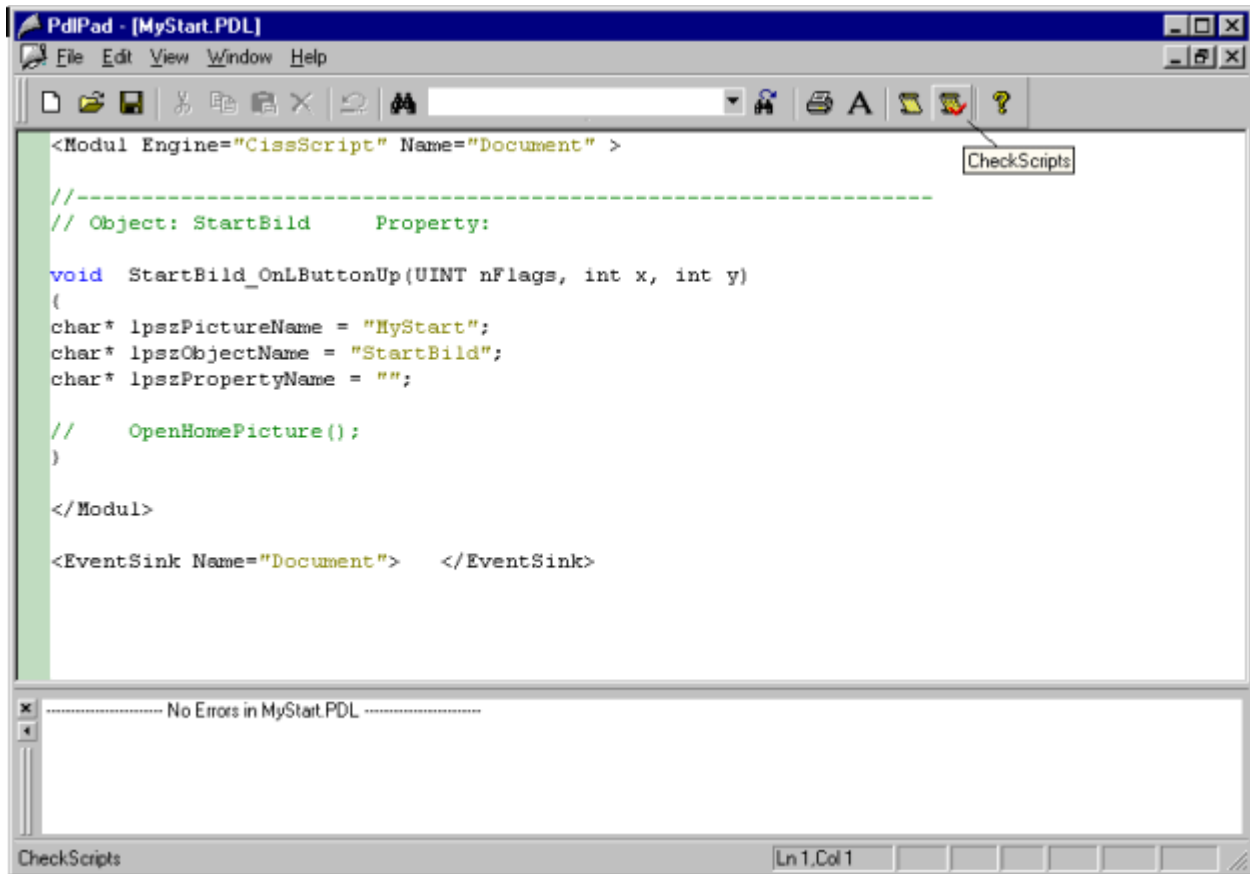 PdlPad - [MyStart.PDL]
File Edit View Window Help
A ?
CheckScripts
<Modul Engine="CissScript" Name="Document" >
//-------------------------------------------------------------------
// Object: StartBild Property:
void StartBild_OnLButtonUp(UINT nFlags, int x, int y)
{
char* lpszPictureName = "MyStart";
char* lpszObjectName = "StartBild";
char* lpszPropertyName = "";
// OpenHomePicture();
}
</Modul>
<EventSink Name="Document"> </EventSink>
-------------------------- No Errors in MyStart.PDL --------------------------
CheckScripts Ln 1,Col 1